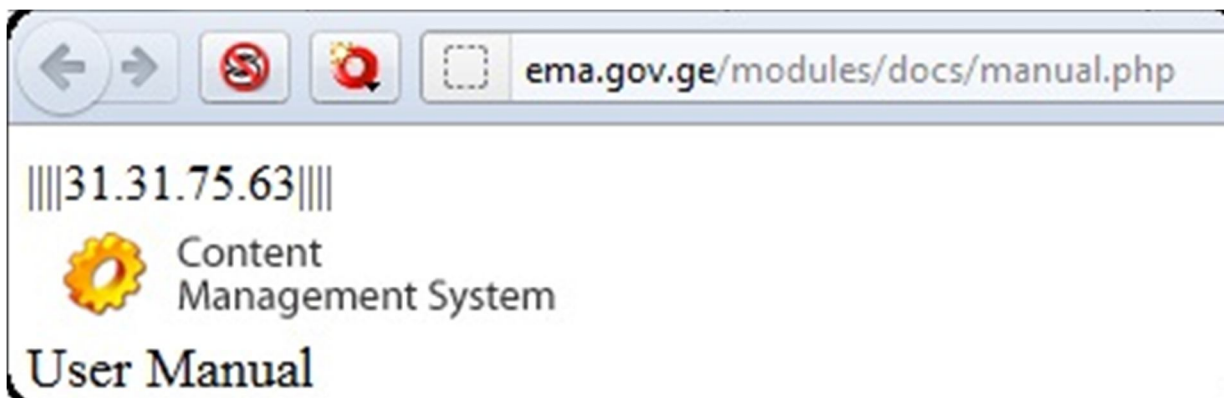 ema.gov.ge/modules/docs/manual.php
||||31.31.75.63||||
Content
Management System
User Manual